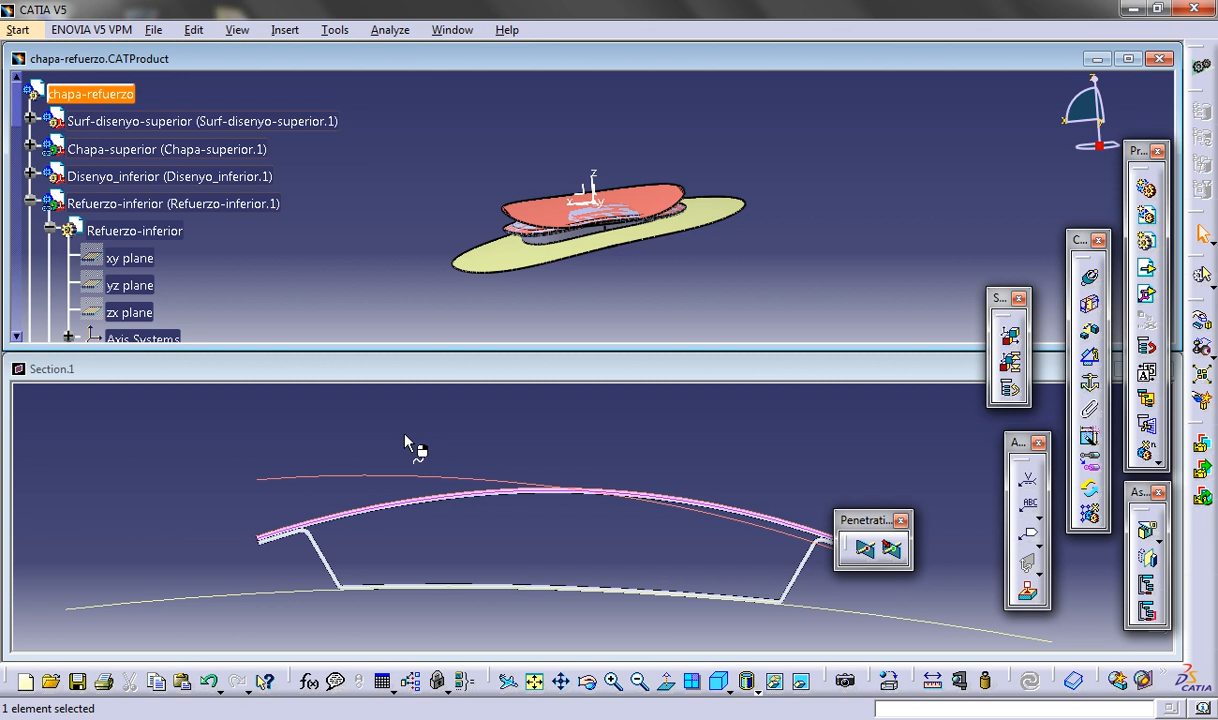 CATIA V5
Start ENOVIA V5 VPM File Edit View Insert Tools Analyze Window Help
chapa-refuerzo.CATProduct
chapa-refuerzo
Surf-disenyo-superior (Surf-disenyo-superior.1)
Chapa-superior (Chapa-superior.1)
Disenyo_inferior (Disenyo_inferior.1)
Refuerzo-inferior (Refuerzo-inferior.1)
Refuerzo-inferior
xy plane
yz plane
zx plane
Axis Systems
z
x
y
z
x
y
Pr...
C...
S...
A...
ABC
As...
Section.1
Penetrati...
f(x)
DS
CATIA
1 element selected